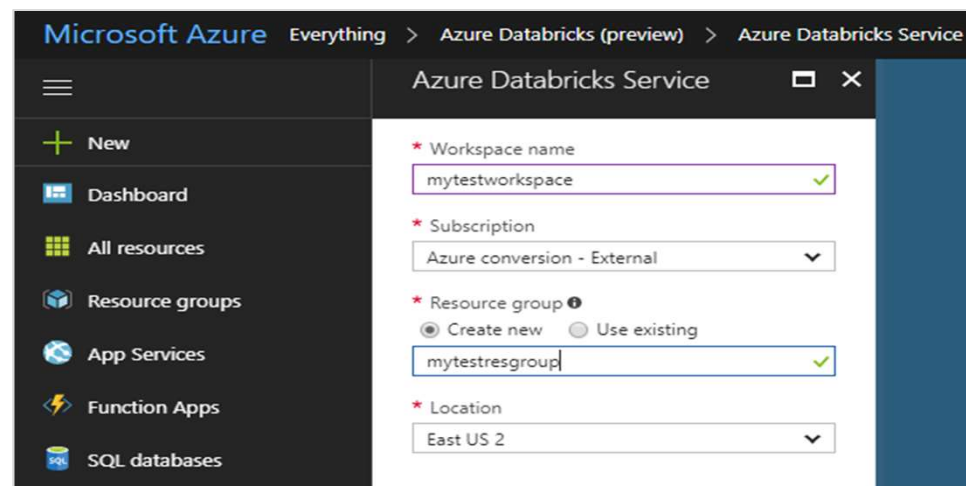 Microsoft Azure Everything > Azure Databricks (preview) > Azure Databricks Service
Azure Databricks Service
New
Dashboard
All resources
Resource groups
App Services
Function Apps
SQL
SQL databases
* Workspace name
mytestworkspace
* Subscription
Azure conversion - External
* Resource group
Create new Use existing
mytestresgroup
* Location
East US 2